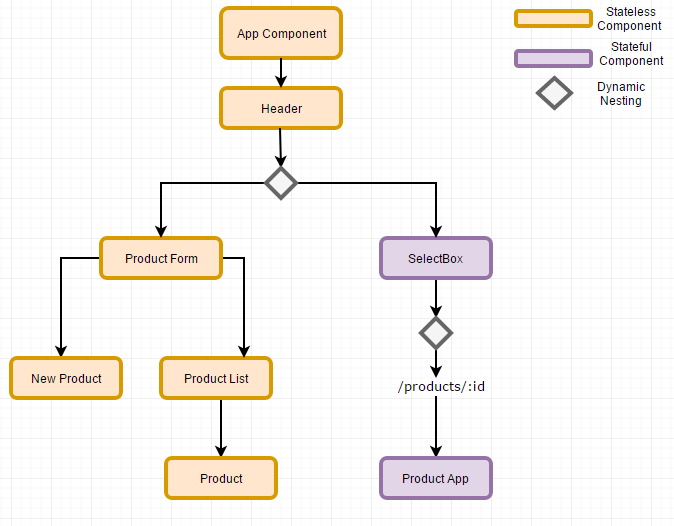 App Component
Stateless
Component
Stateful
Component
Dynamic
Nesting
Header
Product Form
SelectBox
New Product
Product List
/products/:id
Product
Product App